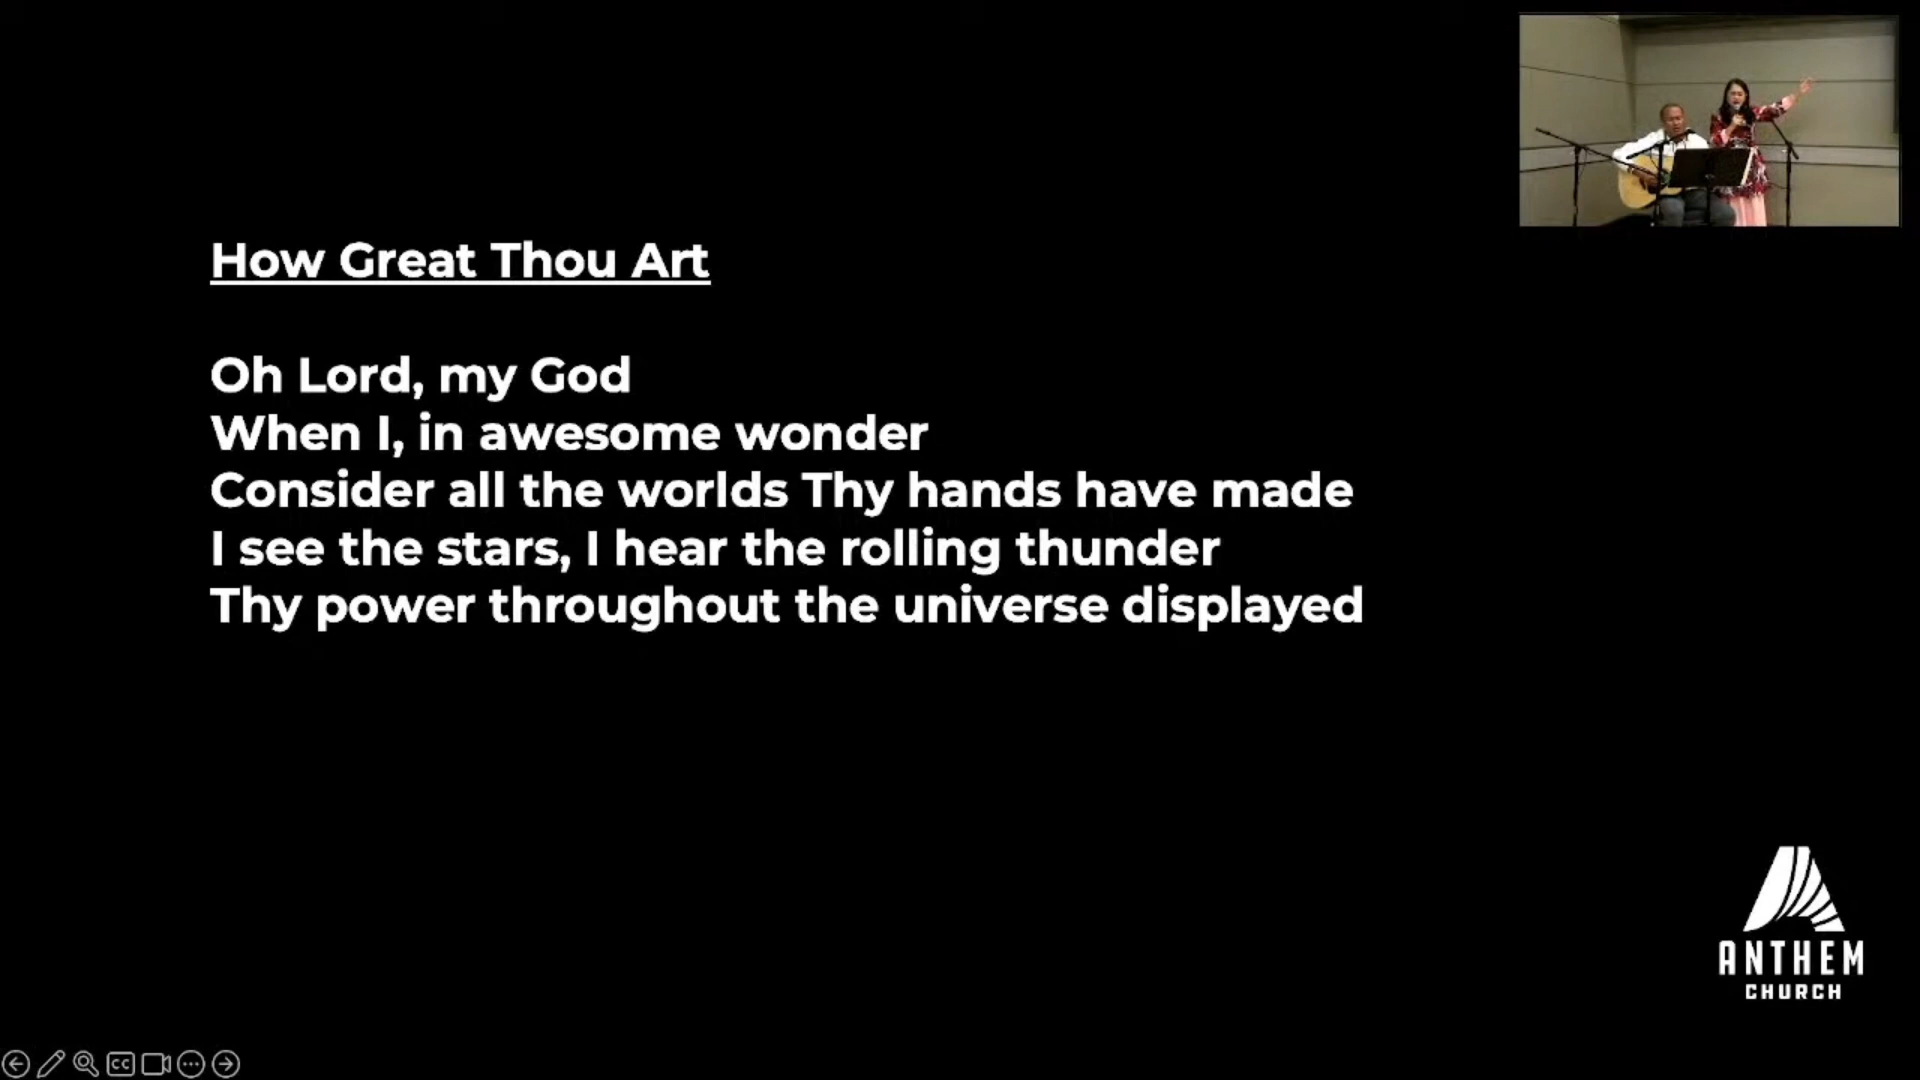 How Great Thou Art
Oh Lord, my God
When I, in awesome wonder
Consider all the worlds Thy hands have made
I see the stars, I hear the rolling thunder
Thy power throughout the universe displayed
ANTHEM
CHURCH
CC